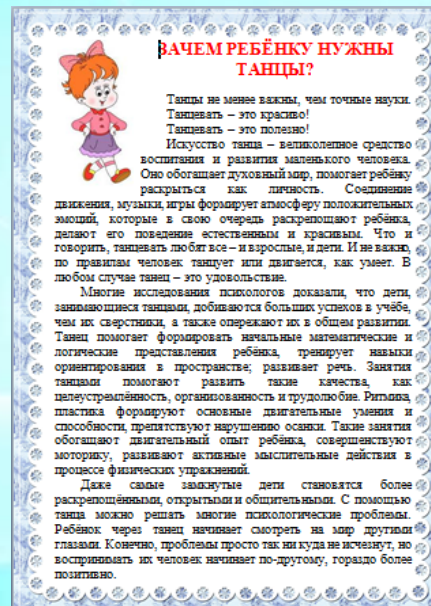 ЗАЧЕМ РЕБЁНКУ НУЖНЫ
ТАНЦЫ?
Танцы не менее важны, чем точные науки.
Танцевать – это красиво!
Танцевать – это полезно!
Искусство танца – великолепное средство
воспитания и развития маленького человека.
Оно обогащает духовный мир, помогает ребёнку
раскрыться как личность. Соединение
движения, музыки, игры формирует атмосферу положительных
эмоций, которые в свою очередь раскрепощают ребёнка,
делают его поведение естественным и красивым. Что и
говорить, танцевать любят все – и взрослые, и дети. И не важно,
по правилам человек танцует или двигается, как умеет. В
любом случае танец – это удовольствие.
Многие исследования психологов доказали, что дети,
занимающиеся танцами, добиваются больших успехов в учёбе,
чем их сверстники, а также опережают их в общем развитии.
Танец помогает формировать начальные математические и
логические представления ребёнка, тренирует навыки
ориентирования в пространстве; развивает речь. Занятия
танцами помогают развить такие качества, как
целеустремлённость, организованность и трудолюбие. Ритмика,
пластика формируют основные двигательные умения и
способности, препятствуют нарушению осанки. Такие занятия
обогащают двигательный опыт ребёнка, совершенствуют
моторику, развивают активные мыслительные действия в
процессе физических упражнений.
Даже самые замкнутые дети становятся более
раскрепощёнными, открытыми и общительными. С помощью
танца можно решать многие психологические проблемы.
Ребёнок через танец начинает смотреть на мир другими
глазами. Конечно, проблемы просто так ни куда не исчезнут, но
воспринимать их человек начинает по-другому, гораздо более
позитивно.